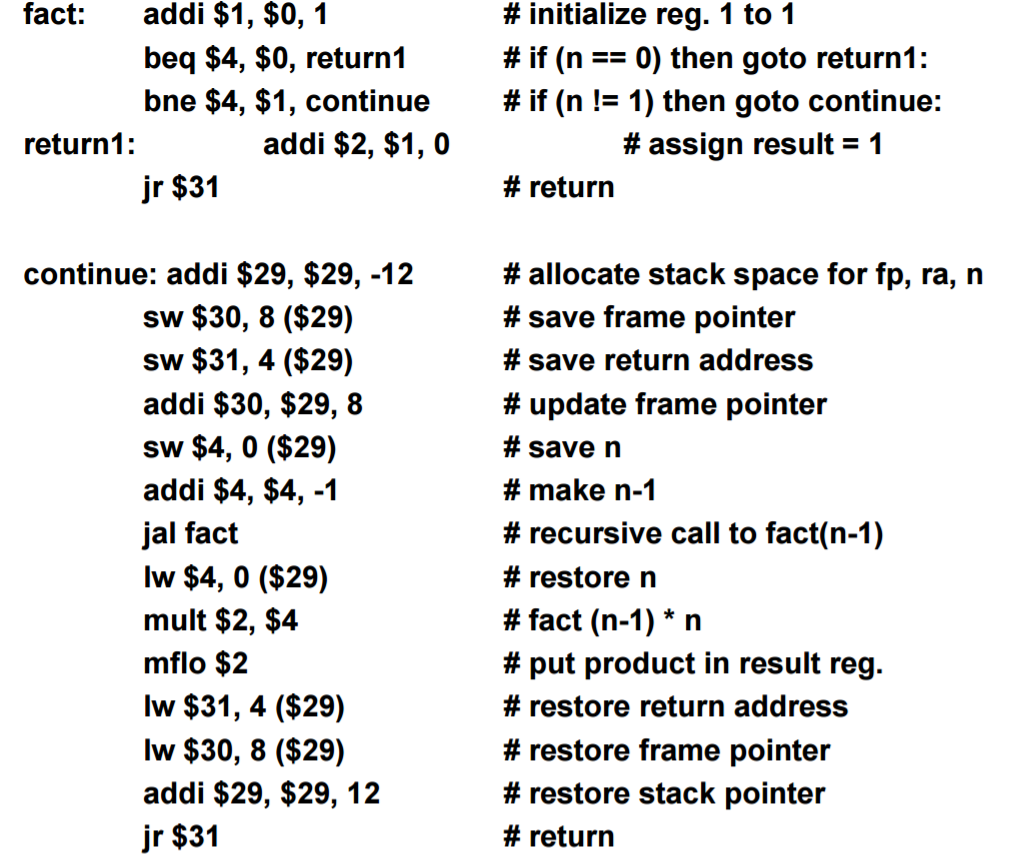 fact: addi $1, $0, 1 # initialize reg. 1 to 1
beq $4, $0, return1 # if (n == 0) then goto return1:
bne $4, $1, continue # if (n != 1) then goto continue:
return1: addi $2, $1, 0 # assign result = 1
jr $31 # return
continue: addi $29, $29, -12 # allocate stack space for fp, ra, n
sw $30, 8 ($29) # save frame pointer
sw $31, 4 ($29) # save return address
addi $30, $29, 8 # update frame pointer
sw $4, 0 ($29) # save n
addi $4, $4, -1 # make n-1
jal fact # recursive call to fact(n-1)
lw $4, 0 ($29) # restore n
mult $2, $4 # fact (n-1) * n
mflo $2 # put product in result reg.
lw $31, 4 ($29) # restore return address
lw $30, 8 ($29) # restore frame pointer
addi $29, $29, 12 # restore stack pointer
jr $31 # return